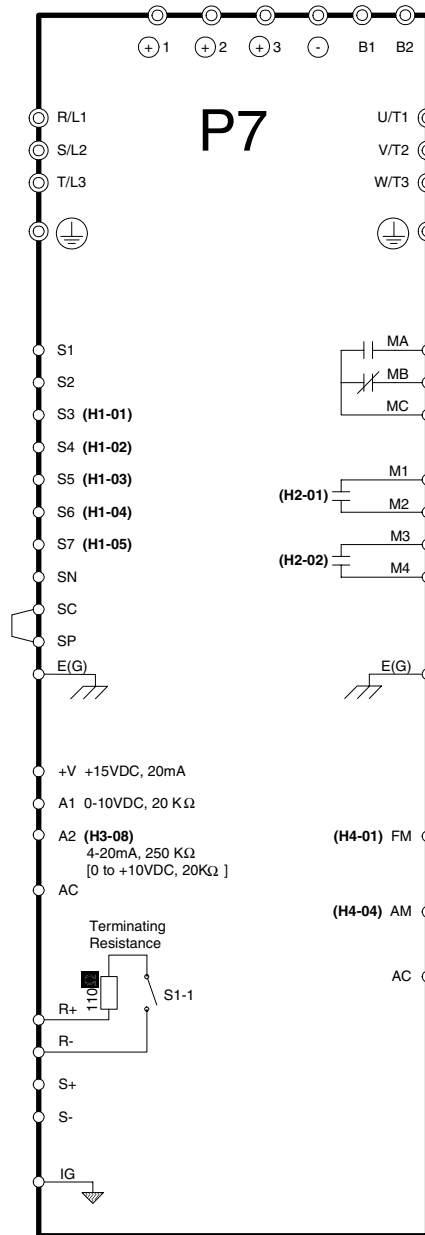 + 1 + 2 + 3 - B1 B2
P7
R/L1 U/T1
S/L2 V/T2
T/L3 W/T3
S1 MA
S2 MB
S3 (H1-01) MC
S4 (H1-02)
S5 (H1-03) M1
(H2-01)
S6 (H1-04) M2
S7 (H1-05) M3
(H2-02)
SN M4
SC
SP
E(G) E(G)
+V +15VDC, 20mA
A1 0-10VDC, 20 KΩ
A2 (H3-08) (H4-01) FM
4-20mA, 250 KΩ
[0 to +10VDC, 20KΩ ]
AC
(H4-04) AM
Terminating
Resistance
AC
110Ω
S1-1
R+
R-
S+
S-
IG